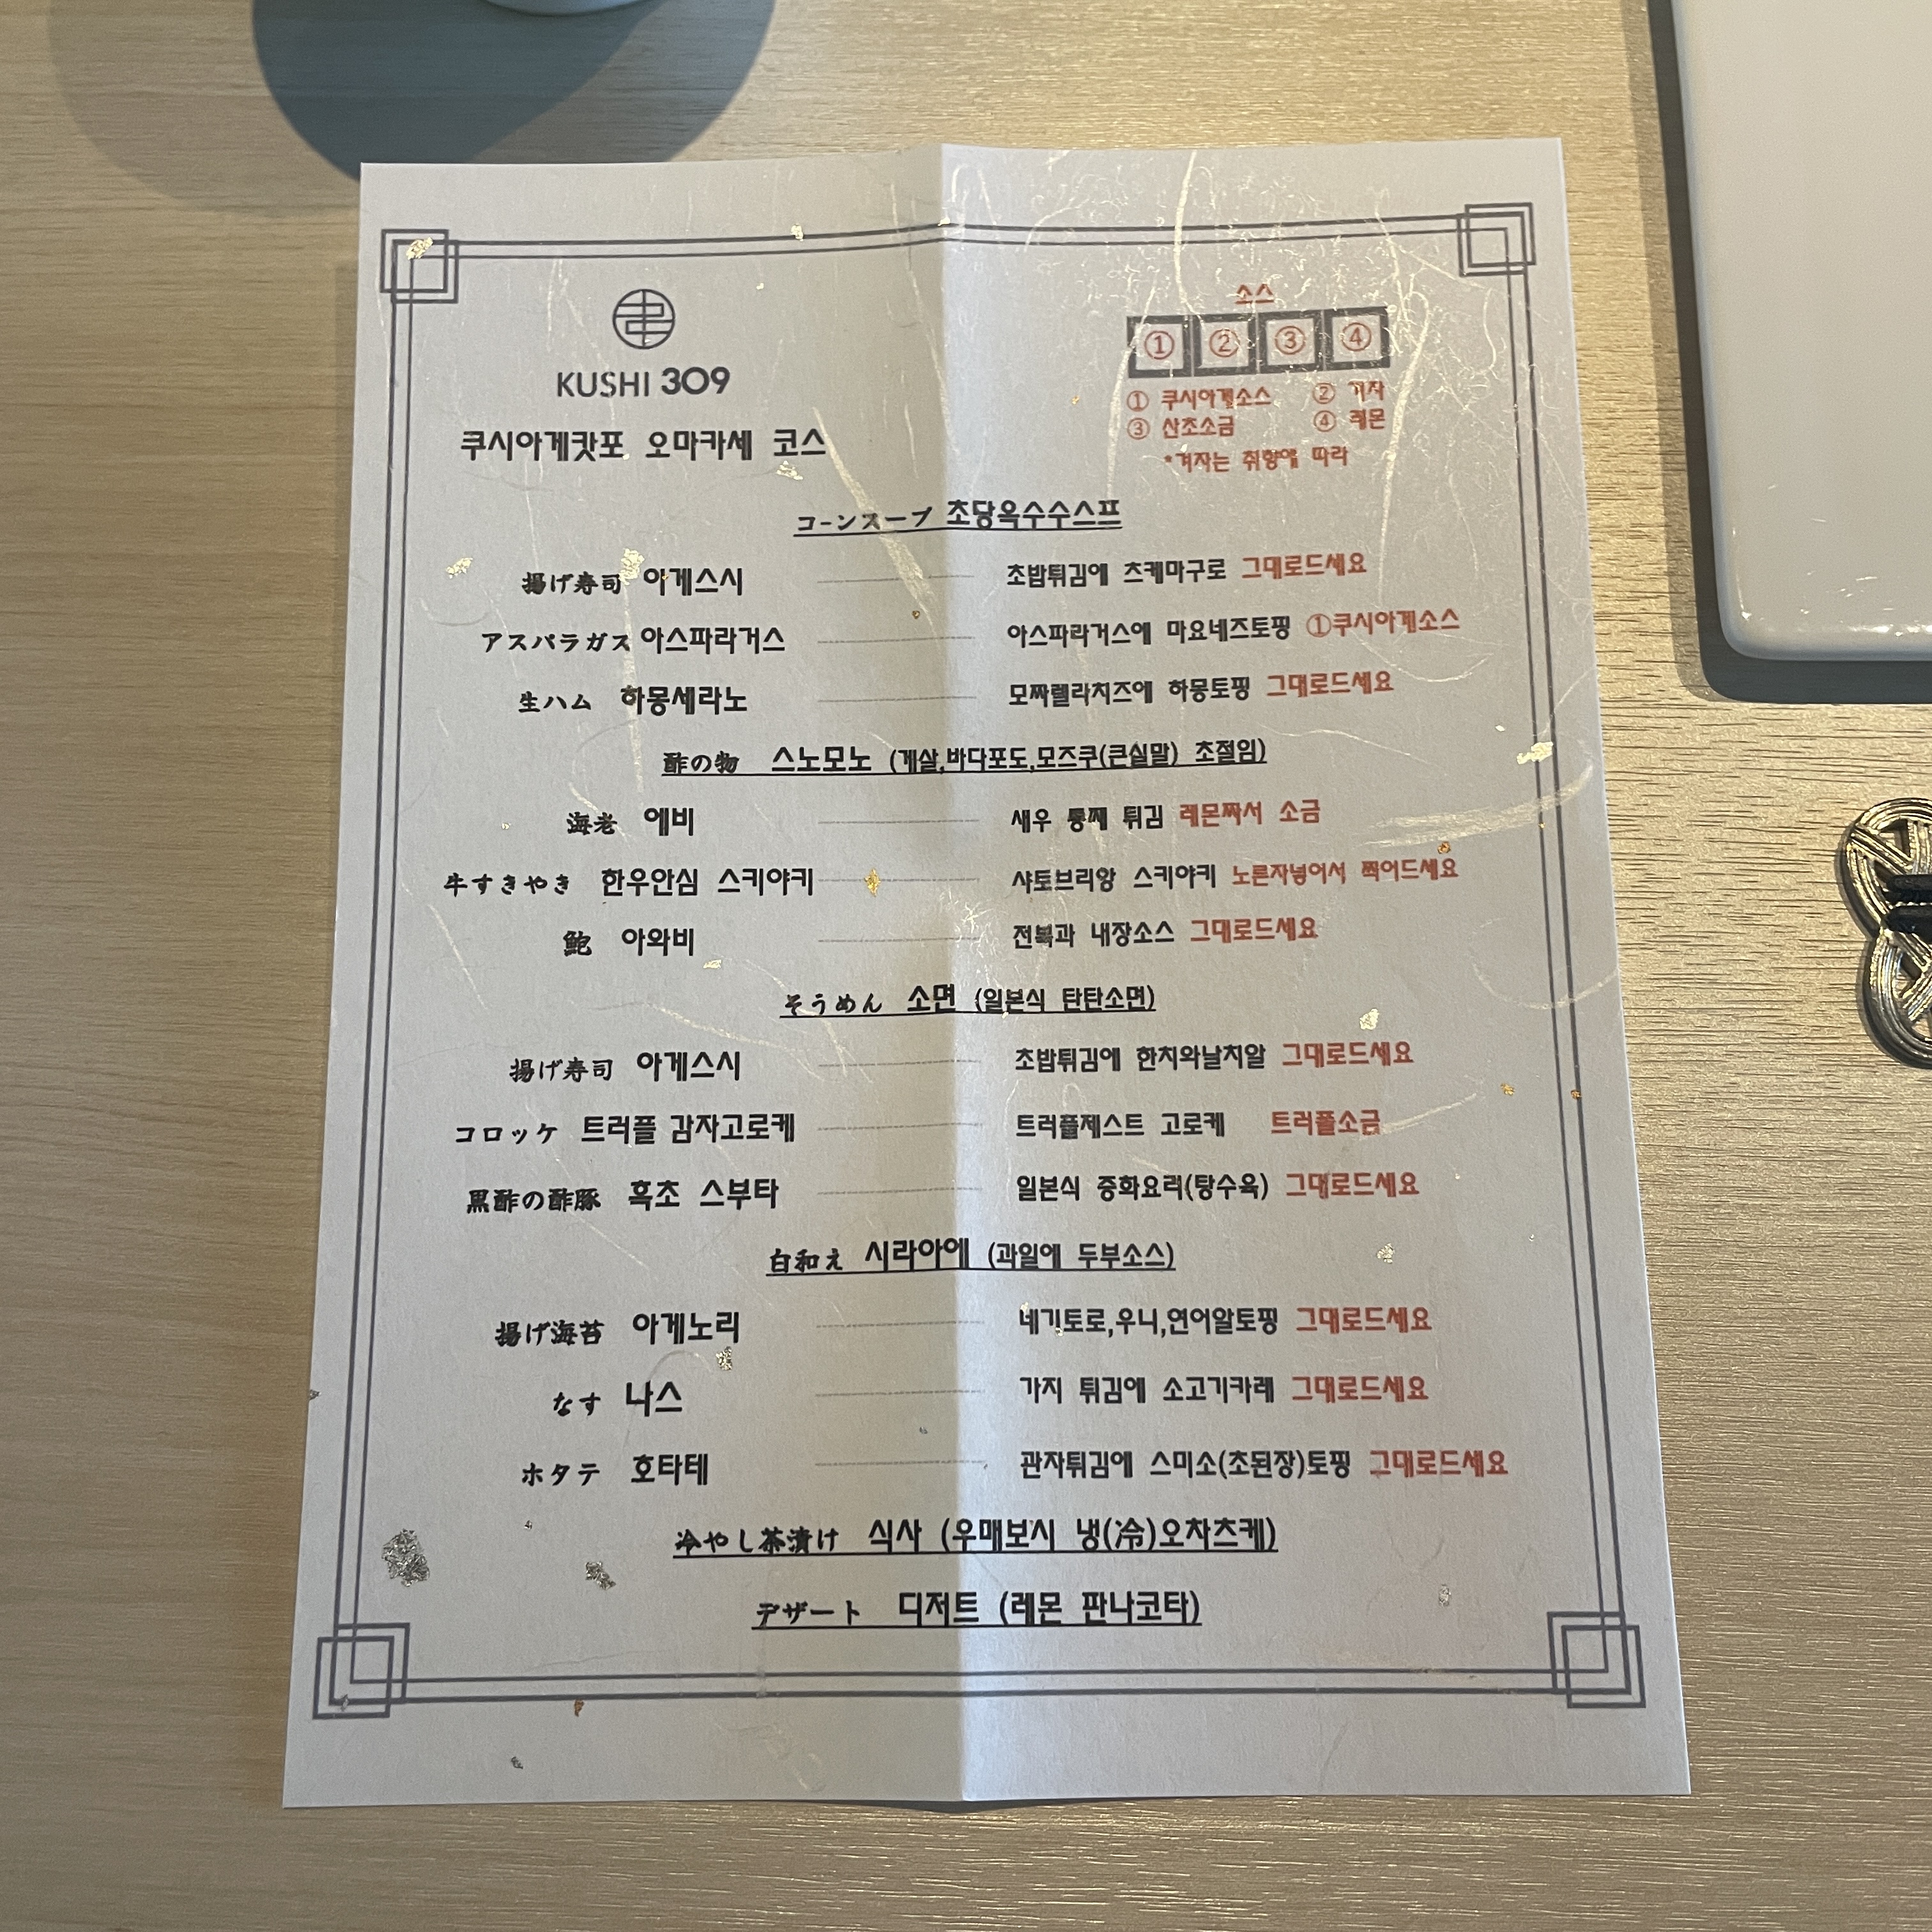 KUSHI 309
쿠시아게캇포 오마카세 코스
소스
① ② ③ ④
① 쿠시아게소스 ② 겨자
③ 산초소금 ④ 레몬
*겨자는 취향에 따라
コーンスープ 초당옥수수스프
揚げ寿司 아게스시 초밥튀김에 츠케마구로 그대로드세요
アスパラガス 아스파라거스 아스파라거스에 마요네즈토핑 ①쿠시아게소스
生ハム 하몽세라노 모짜렐라치즈에 하몽토핑 그대로드세요
酢の物 스노모노 (게살,바다포도,모즈쿠(큰실말) 초절임)
海老 에비 새우 통째 튀김 레몬짜서 소금
牛すきやき 한우안심 스키야키 샤토브리앙 스키야키 노른자넣어서 찍어드세요
鮑 아와비 전복과 내장소스 그대로드세요
そうめん 소면 (일본식 탄탄소면)
揚げ寿司 아게스시 초밥튀김에 한치와날치알 그대로드세요
コロッケ 트러플 감자고로케 트러플제스트 고로케 트러플소금
黒酢の酢豚 흑초 스부타 일본식 중화요리(탕수육) 그대로드세요
白和え 시라아에 (과일에 두부소스)
揚げ海苔 아게노리 네기토로,우니,연어알토핑 그대로드세요
なす 나스 가지 튀김에 소고기카레 그대로드세요
ホタテ 호타테 관자튀김에 스미소(초된장)토핑 그대로드세요
冷やし茶漬け 식사 (우매보시 냉(冷)오차츠케)
デザート 디저트 (레몬 판나코타)